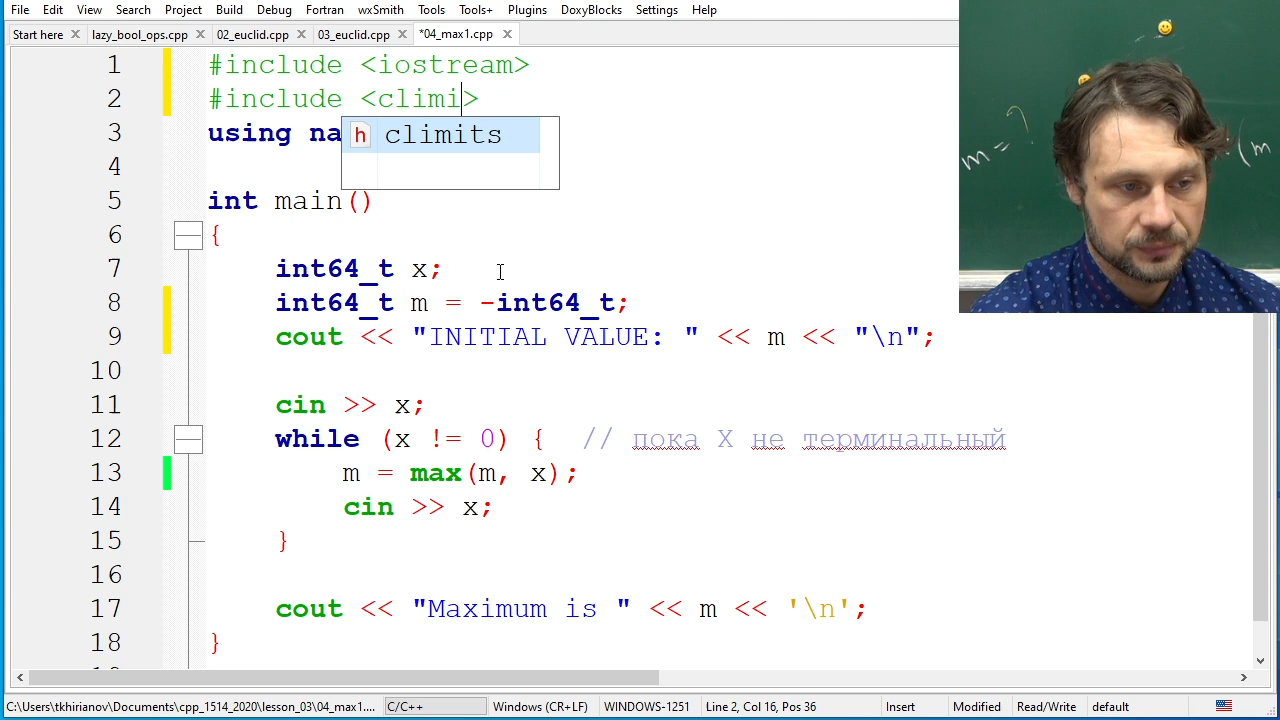 File Edit View Search Project Build Debug Fortran wxSmith Tools Tools+ Plugins DoxyBlocks Settings Help
Start here lazy_bool_ops.cpp 02_euclid.cpp 03_euclid.cpp *04_max1.cpp
1 #include <iostream>
2 #include <climi>
3 using na
h climits
4
5 int main()
6 {
7 int64_t x;
8 int64_t m = -int64_t;
9 cout << "INITIAL VALUE: " << m << "\n";
10
11 cin >> x;
12 while (x != 0) { // пока X не терминальный
13 m = max(m, x);
14 cin >> x;
15 }
16
17 cout << "Maximum is " << m << '\n';
18 }
m = ?
(m
C:\Users\tkhirianov\Documents\cpp_1514_2020\lesson_03\04_max1.... C/C++ Windows (CR+LF) WINDOWS-1251 Line 2, Col 16, Pos 36 Insert Modified Read/Write default